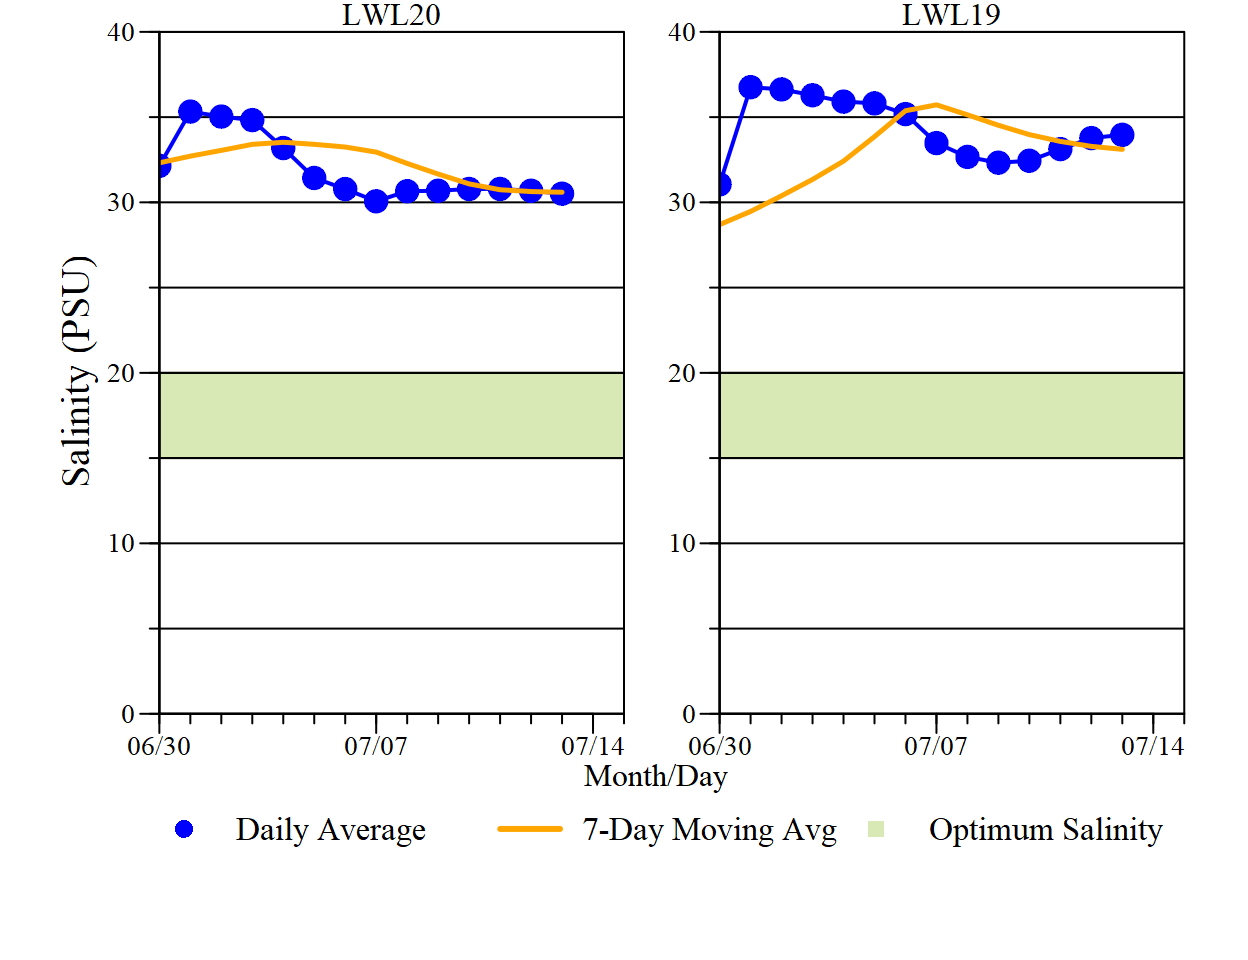 LWL20 LWL19
40 40
30 30
20 20
10 10
0 0
Salinity (PSU)
06/30 07/07 07/14 06/30 07/07 07/14
Month/Day
Daily Average 7-Day Moving Avg Optimum Salinity